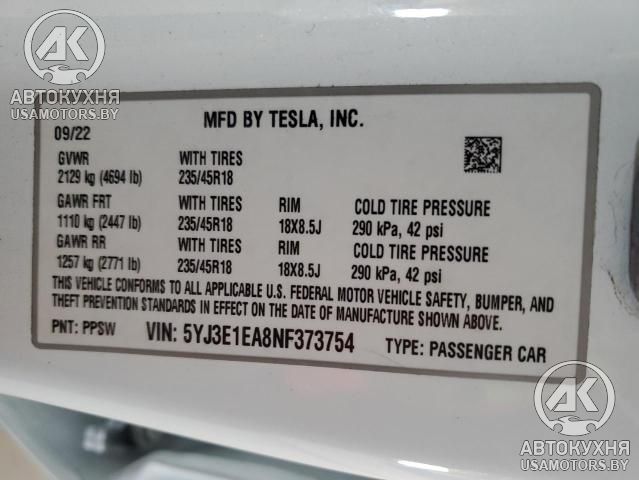 АК
АВТОКУХНЯ
USAMOTORS.BY
MFD BY TESLA, INC.
09/22
GVWR WITH TIRES
2129 kg (4694 lb) 235/45R18
GAWR FRT WITH TIRES RIM COLD TIRE PRESSURE
1110 kg (2447 lb) 235/45R18 18X8.5J 290 kPa, 42 psi
GAWR RR WITH TIRES RIM COLD TIRE PRESSURE
1257 kg (2771 lb) 235/45R18 18X8.5J 290 kPa, 42 psi
THIS VEHICLE CONFORMS TO ALL APPLICABLE U.S. FEDERAL MOTOR VEHICLE SAFETY, BUMPER, AND
THEFT PREVENTION STANDARDS IN EFFECT ON THE DATE OF MANUFACTURE SHOWN ABOVE.
PNT: PPSW VIN: 5YJ3E1EA8NF373754 TYPE: PASSENGER CAR
АК
АВТОКУХНЯ
USAMOTORS.BY